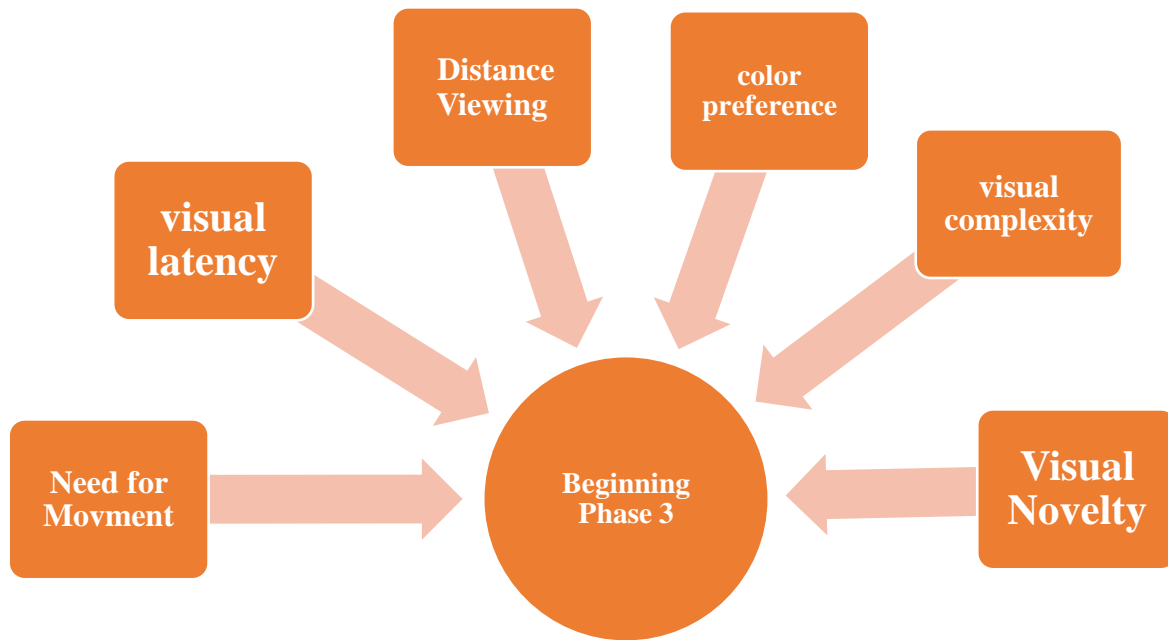 Distance
Viewing
color
preference
visual
latency
visual
complexity
Need for
Movment
Beginning
Phase 3
Visual
Novelty